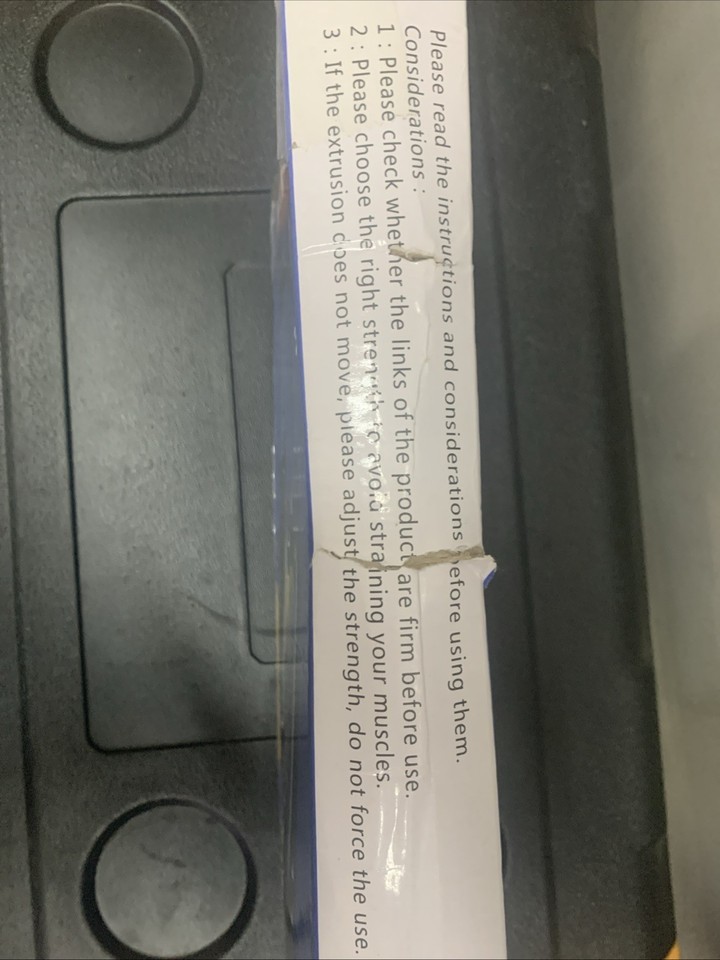 Please read the instructions and considerations before using them.
Considerations :
1 : Please check whether the links of the product are firm before use.
2 : Please choose the right strength to avoid straining your muscles.
3 : If the extrusion does not move, please adjust the strength, do not force the use.